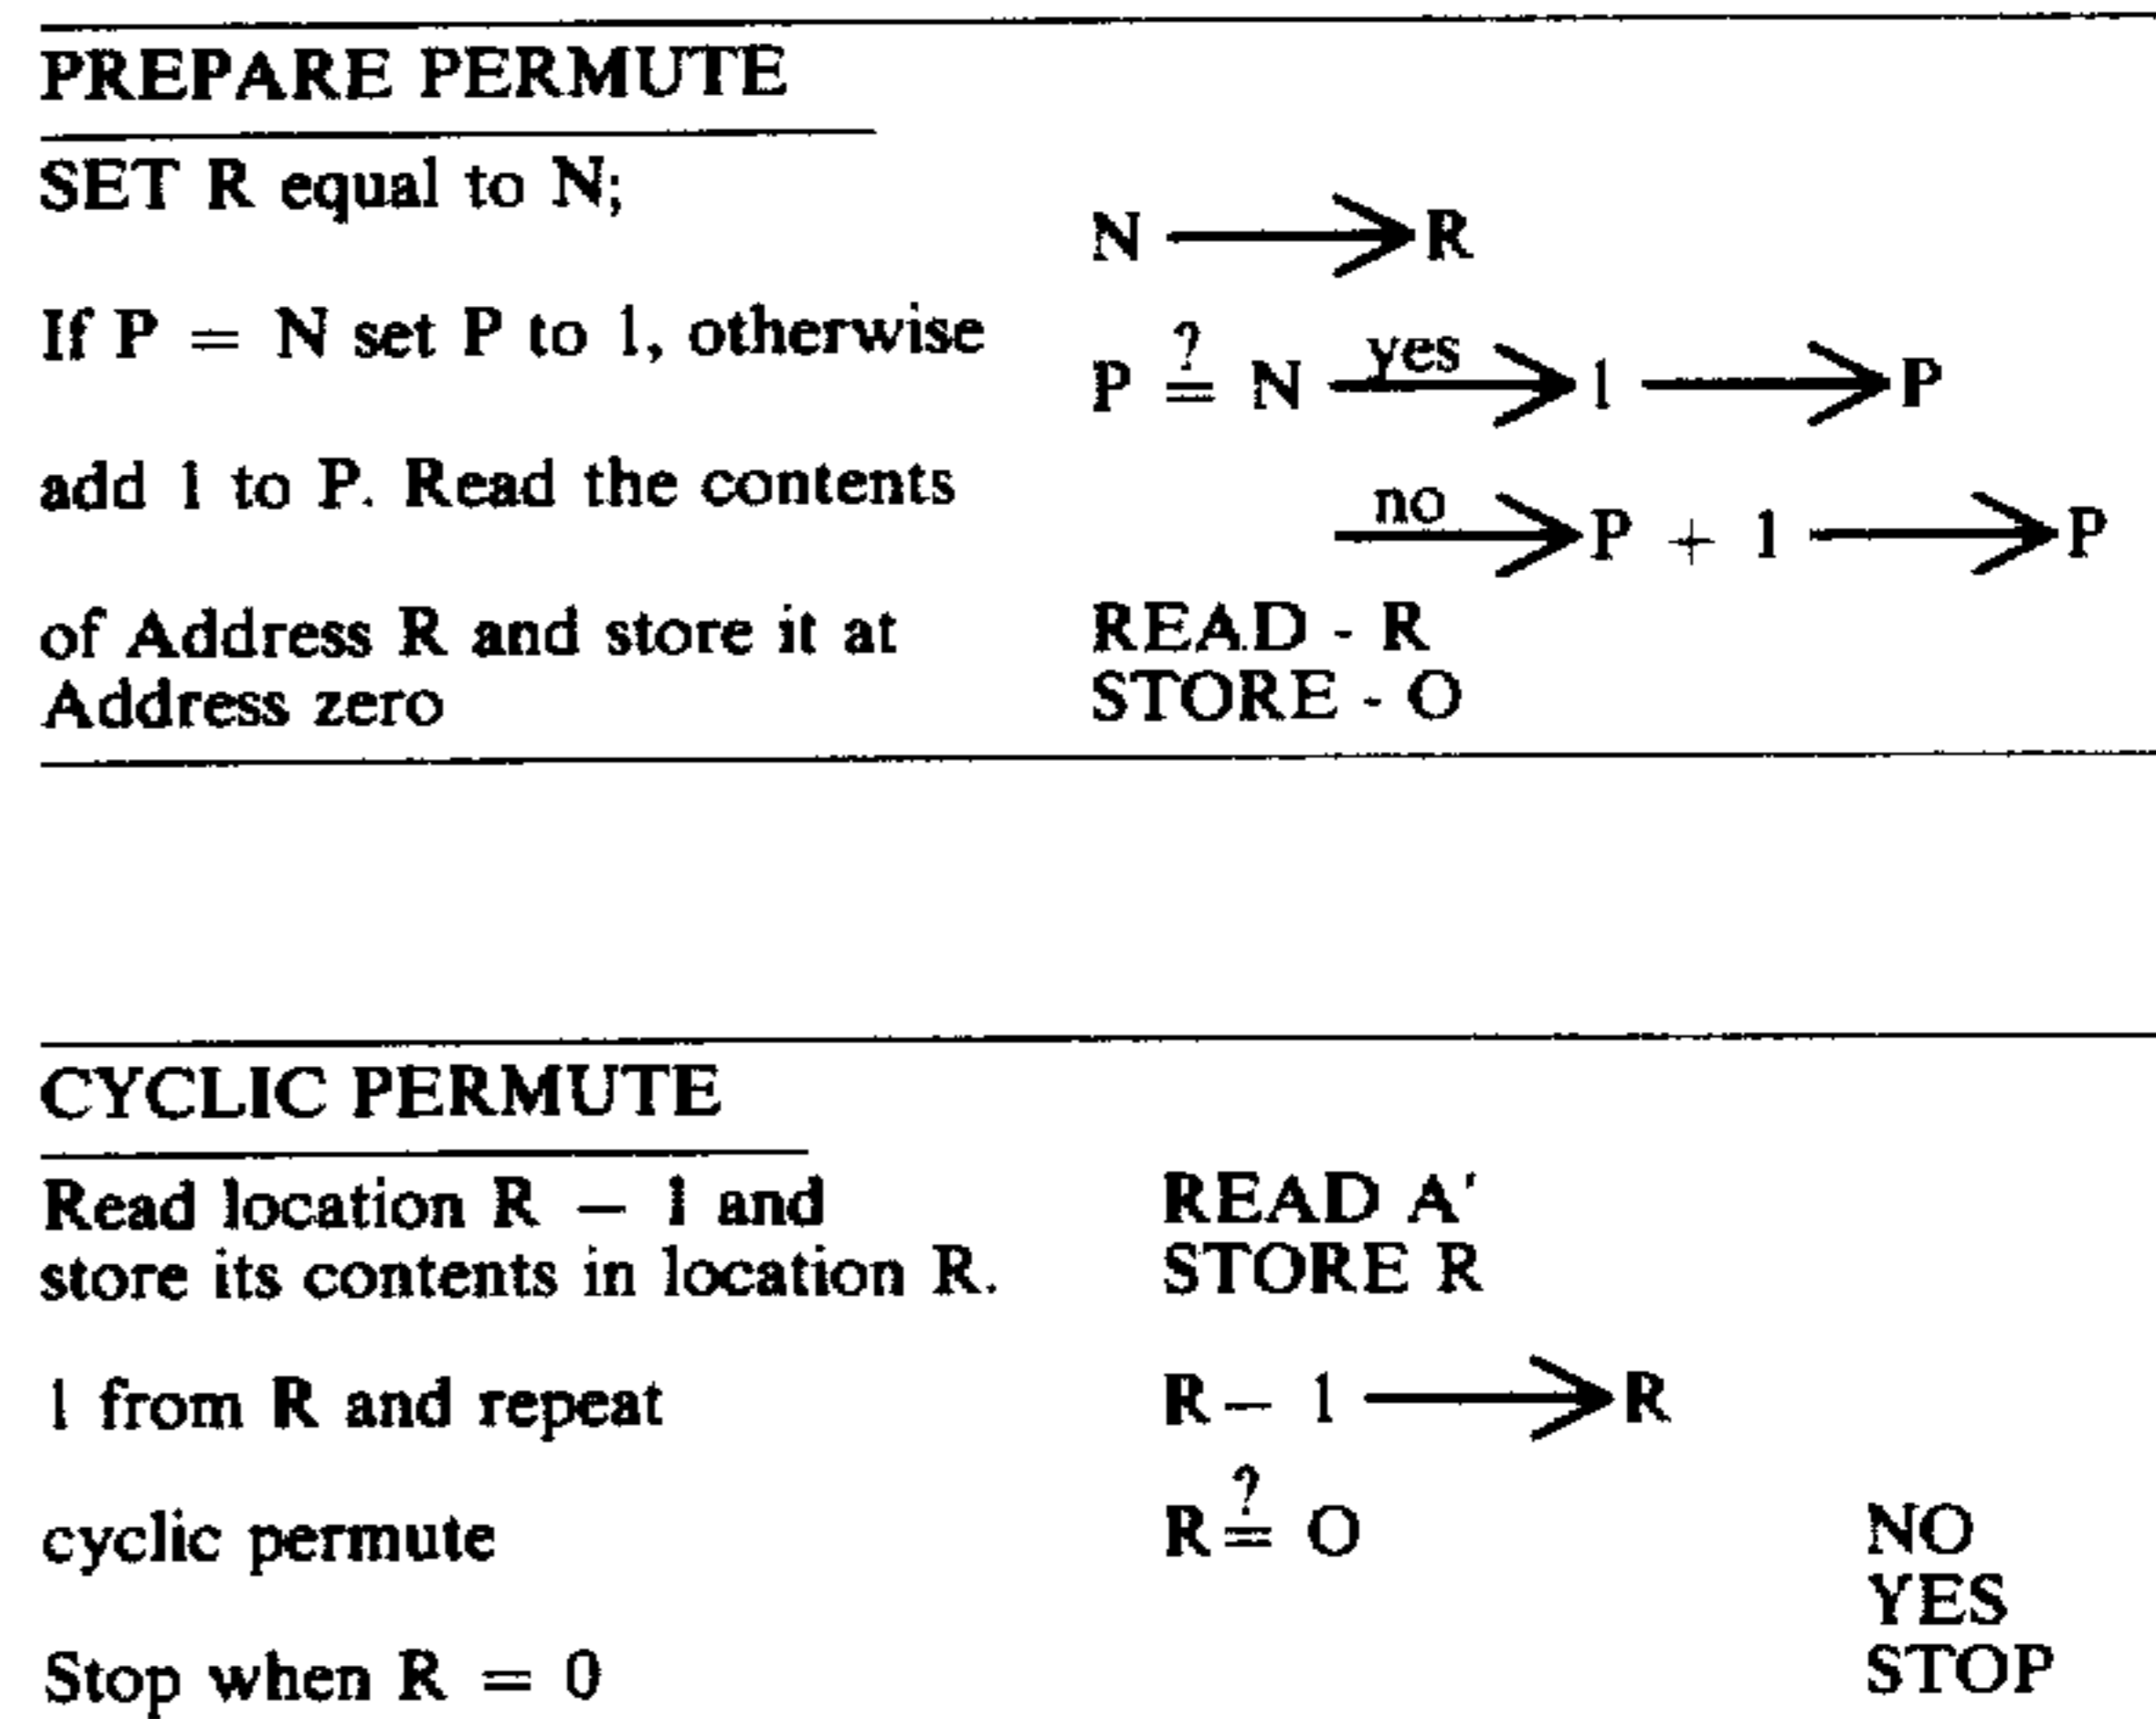 PREPARE PERMUTE
SET R equal to N;
N → R
If P = N set P to 1, otherwise
P ≟ N yes → 1 → P
add 1 to P. Read the contents
no → P + 1 → P
of Address R and store it at
READ - R
Address zero
STORE - O
CYCLIC PERMUTE
Read location R – 1 and
READ A'
store its contents in location R.
STORE R
1 from R and repeat
R – 1 → R
cyclic permute
R ≟ O
NO
YES
Stop when R = 0
STOP